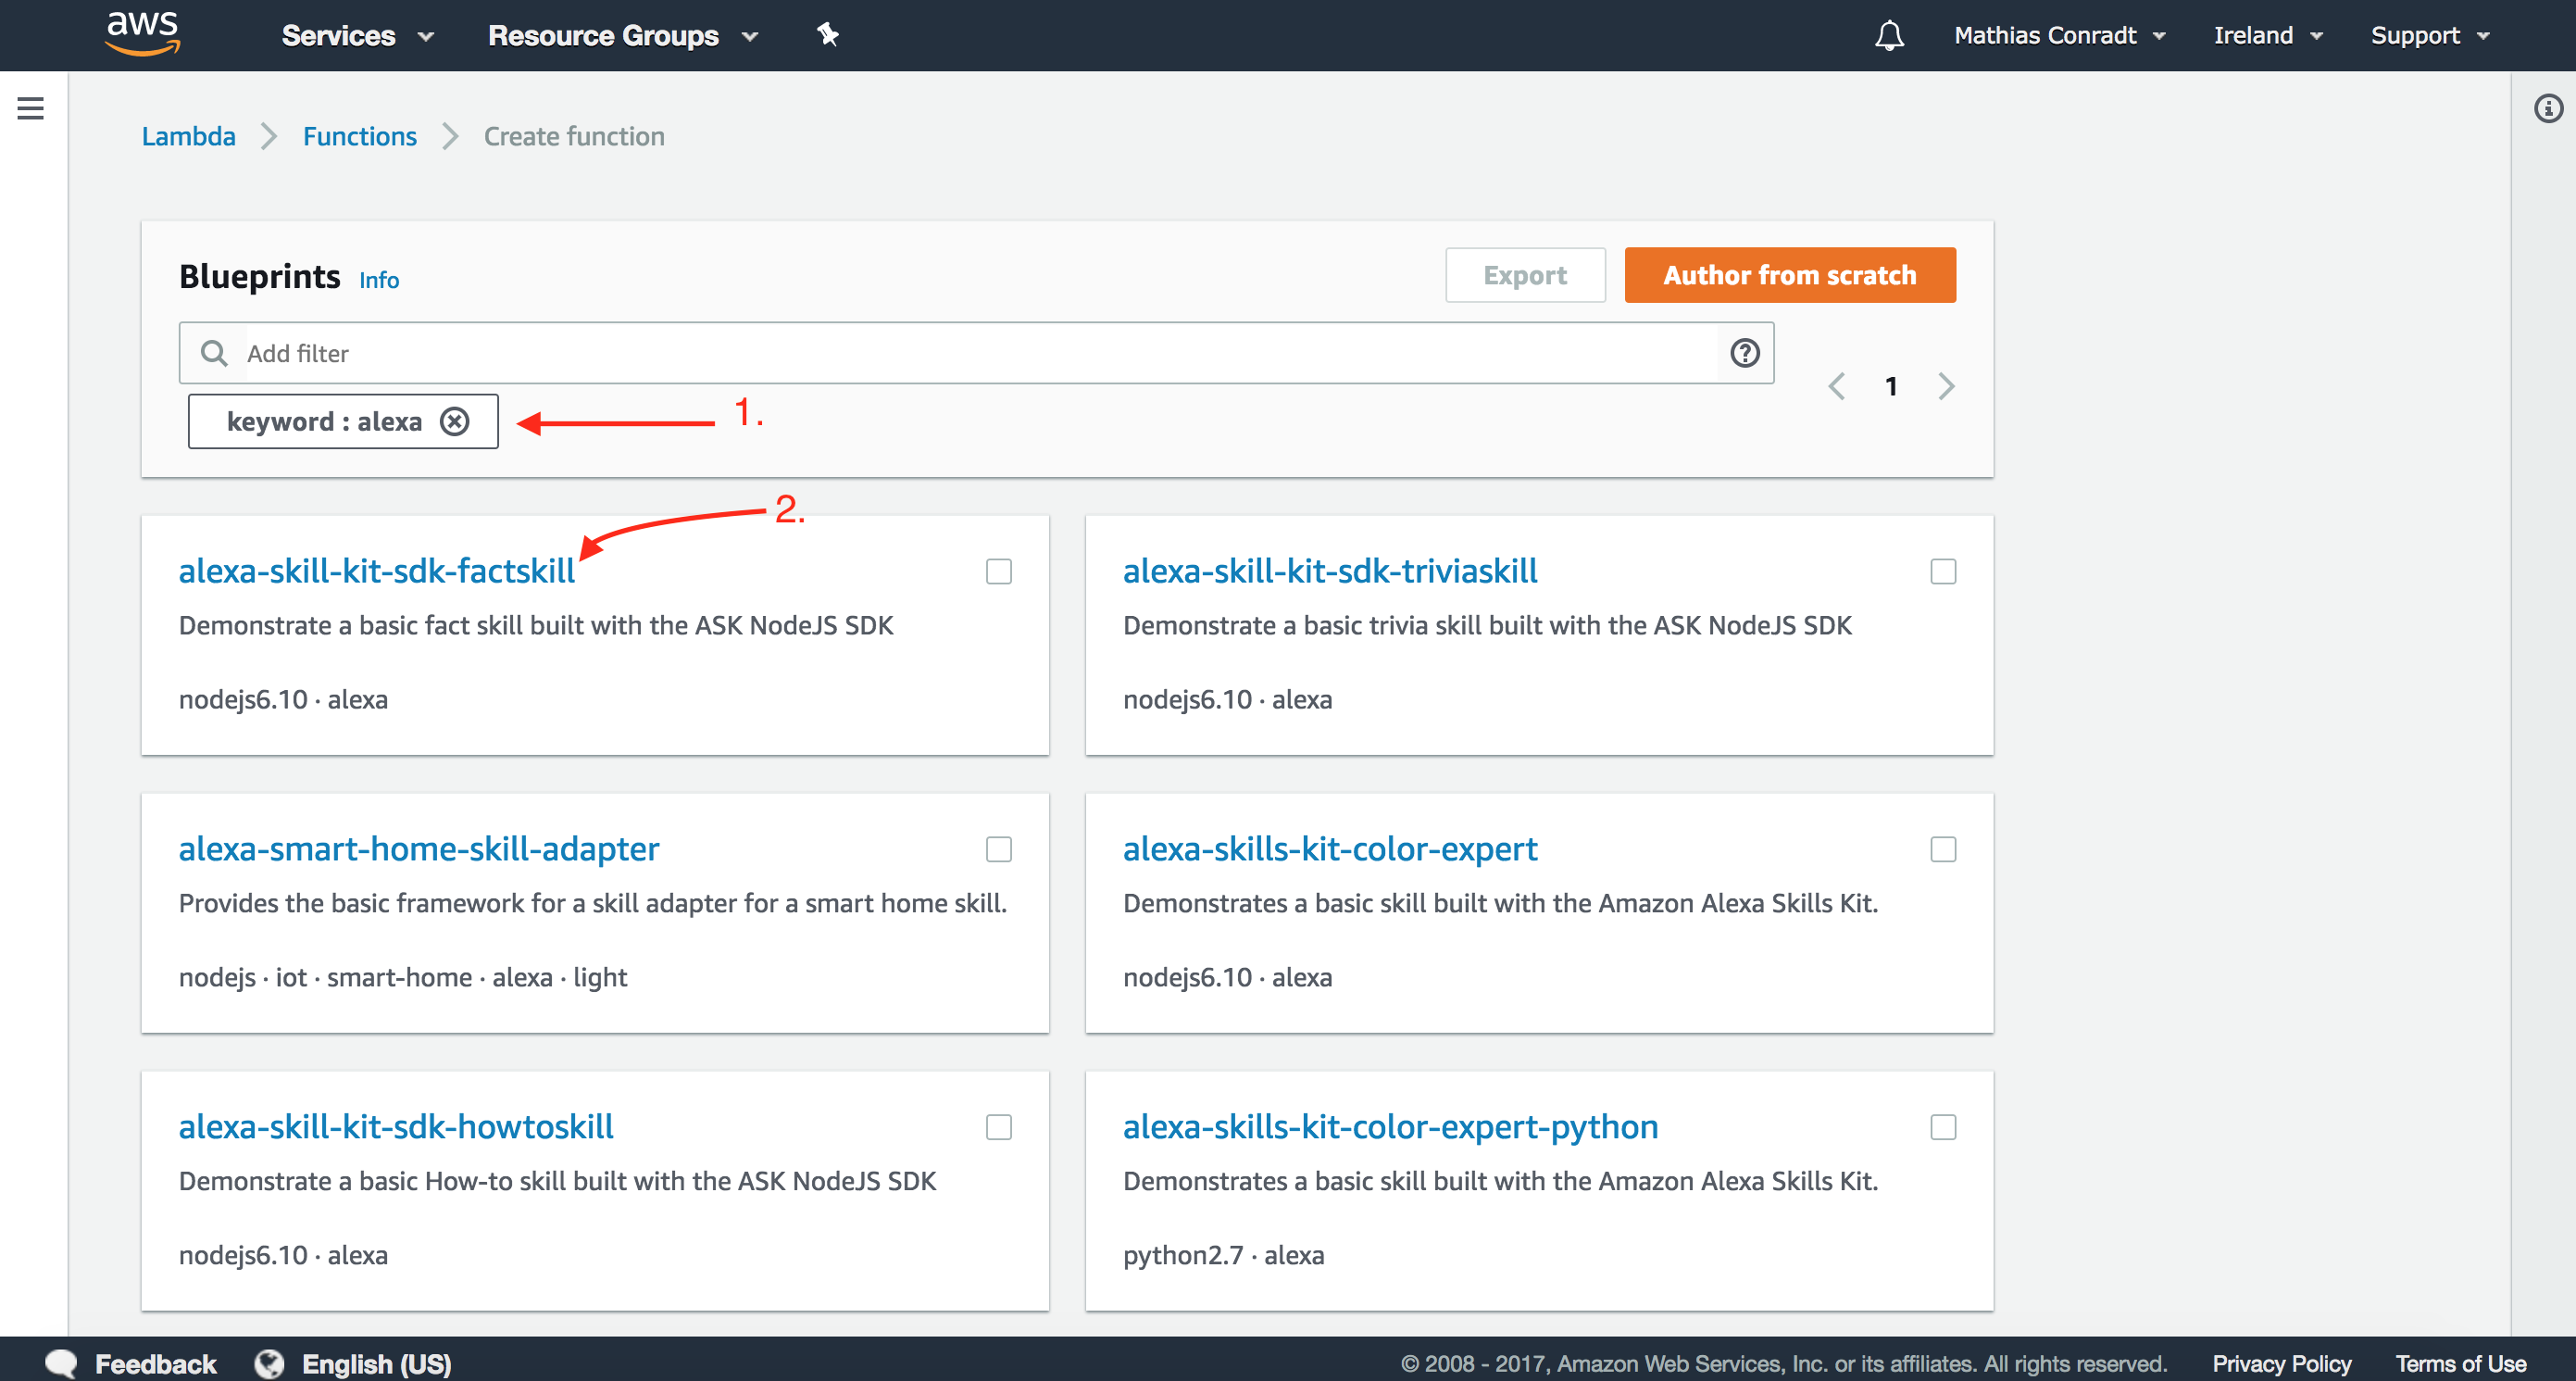 aws Services Resource Groups Mathias Conradt Ireland Support
Lambda Functions Create function
Blueprints Info Export Author from scratch
Add filter
1
keyword : alexa 1.
2.
alexa-skill-kit-sdk-factskill
Demonstrate a basic fact skill built with the ASK NodeJS SDK
nodejs6.10 · alexa
alexa-skill-kit-sdk-triviaskill
Demonstrate a basic trivia skill built with the ASK NodeJS SDK
nodejs6.10 · alexa
alexa-smart-home-skill-adapter
Provides the basic framework for a skill adapter for a smart home skill.
nodejs · iot · smart-home · alexa · light
alexa-skills-kit-color-expert
Demonstrates a basic skill built with the Amazon Alexa Skills Kit.
nodejs6.10 · alexa
alexa-skill-kit-sdk-howtoskill
Demonstrate a basic How-to skill built with the ASK NodeJS SDK
nodejs6.10 · alexa
alexa-skills-kit-color-expert-python
Demonstrates a basic skill built with the Amazon Alexa Skills Kit.
python2.7 · alexa
Feedback English (US) © 2008 - 2017, Amazon Web Services, Inc. or its affiliates. All rights reserved. Privacy Policy Terms of Use